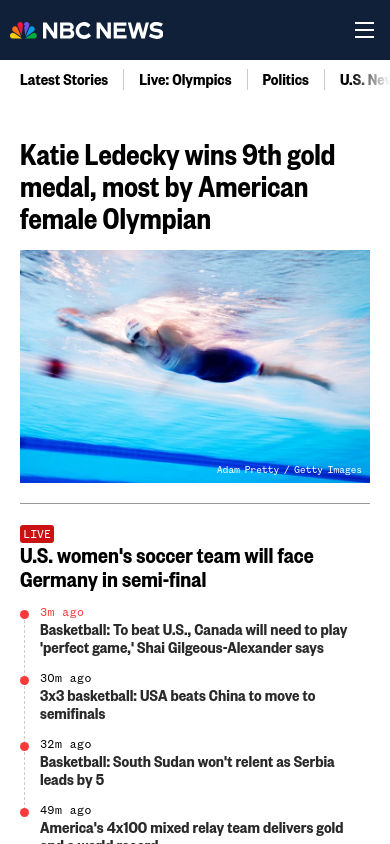 NBC NEWS
Latest Stories
Live: Olympics
Politics
U.S. Ne
Katie Ledecky wins 9th gold
medal, most by American
female Olympian
Adam Pretty / Getty Images
LIVE
U.S. women's soccer team will face
Germany in semi-final
3m ago
Basketball: To beat U.S., Canada will need to play
'perfect game,' Shai Gilgeous-Alexander says
30m ago
3x3 basketball: USA beats China to move to
semifinals
32m ago
Basketball: South Sudan won't relent as Serbia
leads by 5
49m ago
America's 4x100 mixed relay team delivers gold
and a world record